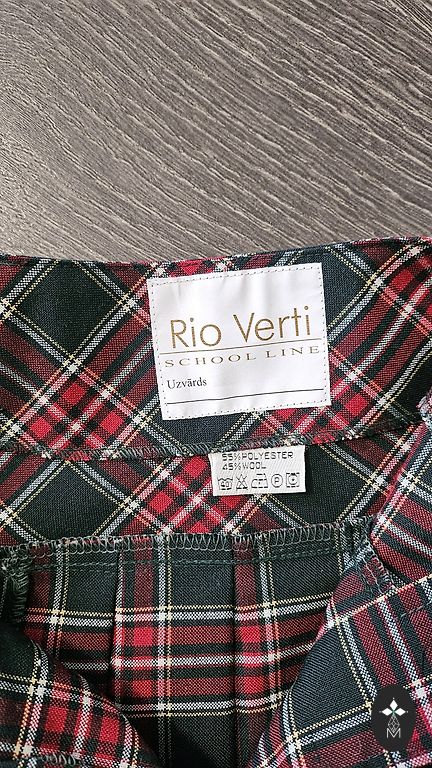 Rio Verti
SCHOOL LINE
Uzvārds
55%POLYESTER
45%WOOL